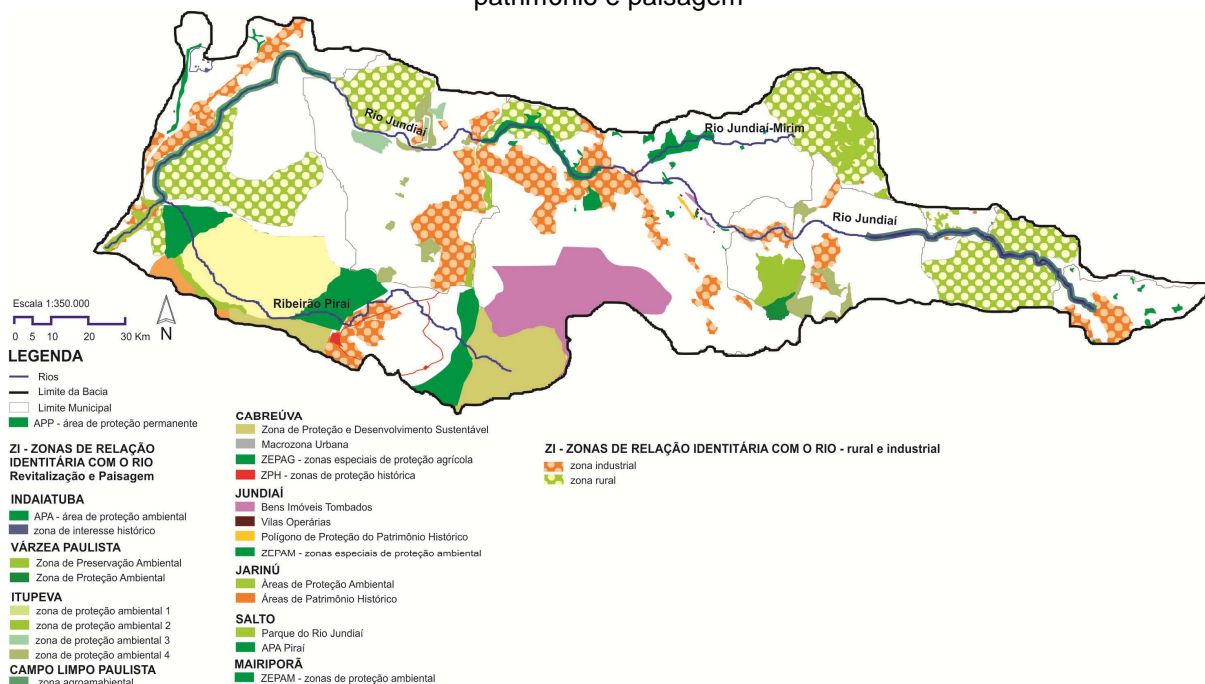 património e paisagem
Rio Jundiaí
Rio Jundiaí-Mirim
Rio Jundiaí
Ribeirão Piraí
Escala 1:350.000
0 5 10 20 30 Km
N
LEGENDA
Rios
Limite da Bacia
Limite Municipal
APP - área de proteção permanente
ZI - ZONAS DE RELAÇÃO
IDENTITÁRIA COM O RIO
Revitalização e Paisagem
INDAIATUBA
APA - área de proteção ambiental
zona de interesse histórico
VÁRZEA PAULISTA
Zona de Preservação Ambiental
Zona de Proteção Ambiental
ITUPEVA
zona de proteção ambiental 1
zona de proteção ambiental 2
zona de proteção ambiental 3
zona de proteção ambiental 4
CAMPO LIMPO PAULISTA
zona agroamabiental
CABREÚVA
Zona de Proteção e Desenvolvimento Sustentável
Macrozona Urbana
ZEPAG - zonas especiais de proteção agrícola
ZPH - zonas de proteção histórica
JUNDIAÍ
Bens Imóveis Tombados
Vilas Operárias
Polígono de Proteção do Patrimônio Histórico
ZEPAM - zonas especiais de proteção ambiental
JARINÚ
Áreas de Proteção Ambiental
Áreas de Patrimônio Histórico
SALTO
Parque do Rio Jundiaí
APA Piraí
MAIRIPORÃ
ZEPAM - zonas de proteção ambiental
ZI - ZONAS DE RELAÇÃO IDENTITÁRIA COM O RIO - rural e industrial
zona industrial
zona rural